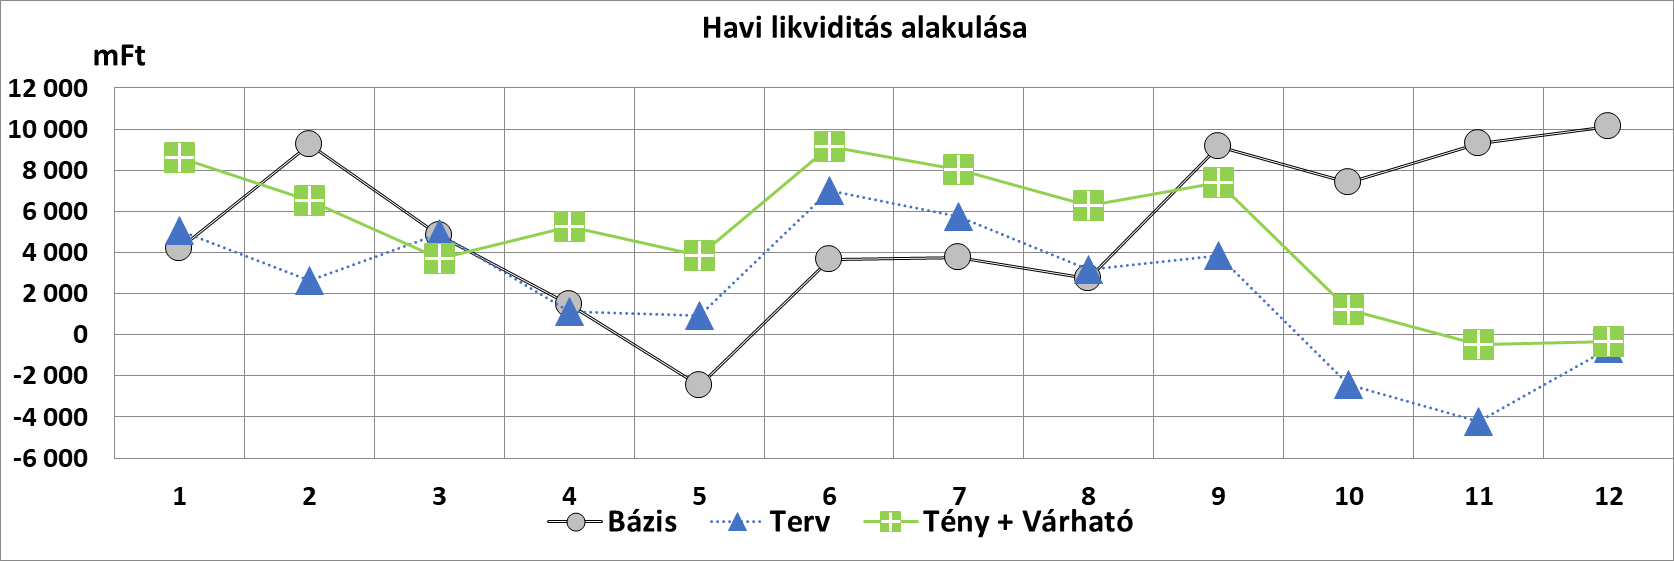 Havi likviditás alakulása
mFt
12 000
10 000
8 000
6 000
4 000
2 000
0
-2 000
-4 000
-6 000
1 2 3 4 5 6 7 8 9 10 11 12
Bázis Terv Tény + Várható